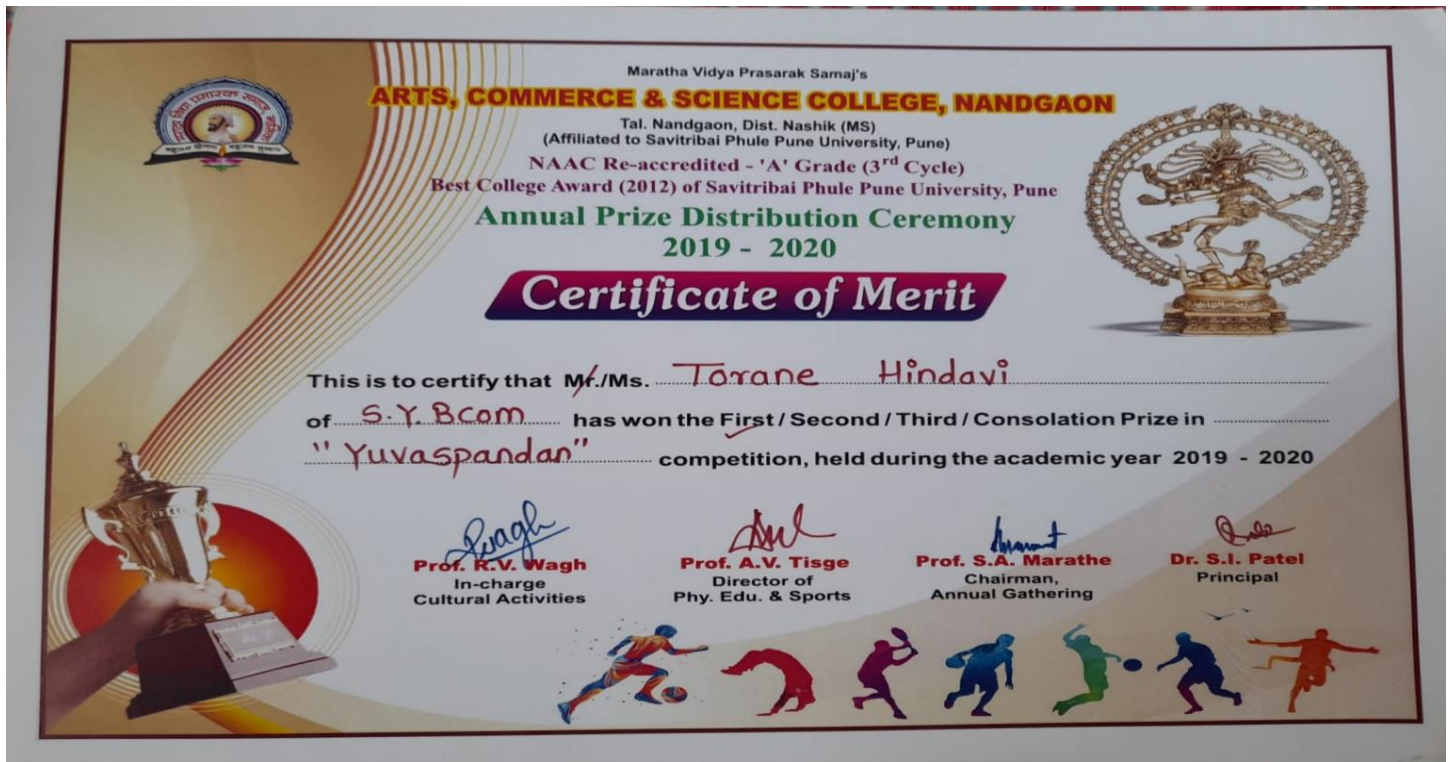 Maratha Vidya Prasarak Samaj's
ARTS, COMMERCE & SCIENCE COLLEGE, NANDGAON
Tal. Nandgaon, Dist. Nashik (MS)
(Affiliated to Savitribai Phule Pune University, Pune)
NAAC Re-accredited - 'A' Grade (3rd Cycle)
Best College Award (2012) of Savitribai Phule Pune University, Pune
Annual Prize Distribution Ceremony
2019 - 2020
Certificate of Merit
This is to certify that Mr./Ms. Torane Hindavi
of S.Y. Bcom has won the First / Second / Third / Consolation Prize in
"Yuvaspandan" competition, held during the academic year 2019 - 2020
Prof. R.V. Wagh
In-charge
Cultural Activities
Prof. A.V. Tisge
Director of
Phy. Edu. & Sports
Prof. S.A. Marathe
Chairman,
Annual Gathering
Dr. S.I. Patel
Principal